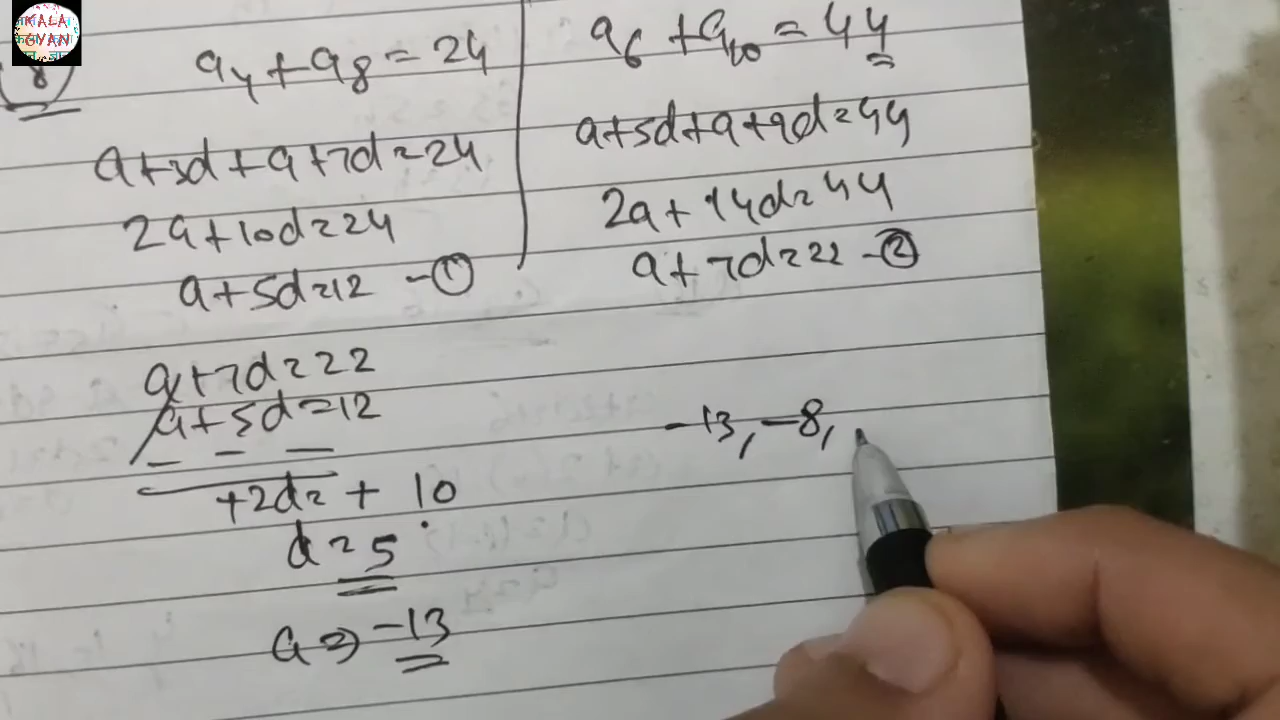 KALA
GYAN
8
a4 + a8 = 24
a+3d+a+7d=24
2a+10d=24
a+5d=12 -①
a6 + a10 = 44
a+5d+a+9d=44
2a+14d=44
a+7d=22 -②
a+7d=22
a+5d=12
- - -
+2d= + 10
d=5
a⇒-13
-13, -8,